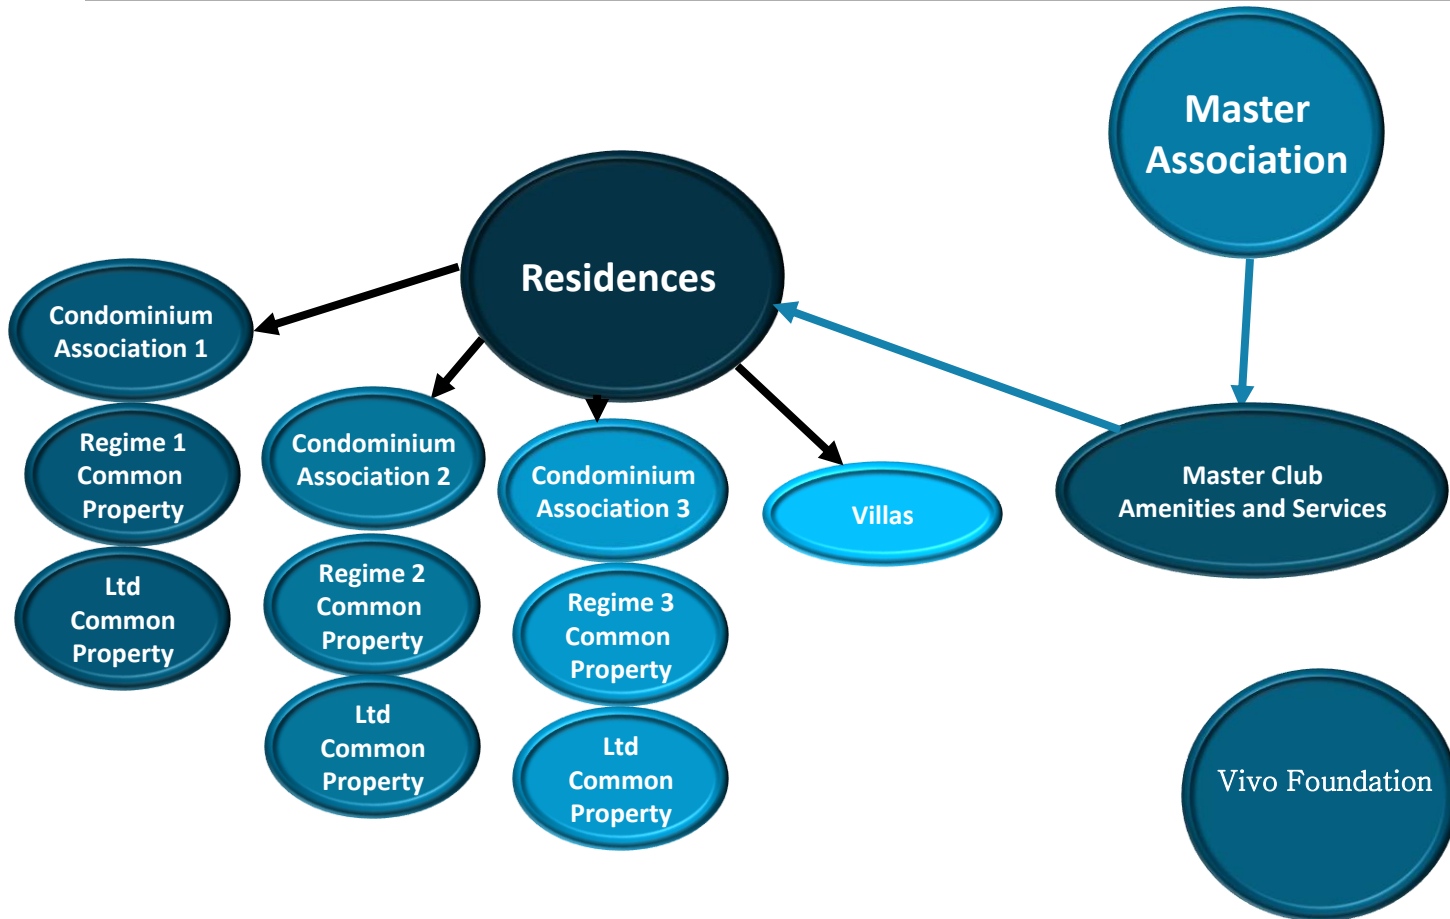 Master
Association
Residences
Condominium
Association 1
Regime 1
Common
Property
Ltd
Common
Property
Condominium
Association 2
Regime 2
Common
Property
Ltd
Common
Property
Condominium
Association 3
Regime 3
Common
Property
Ltd
Common
Property
Villas
Master Club
Amenities and Services
Vivo Foundation